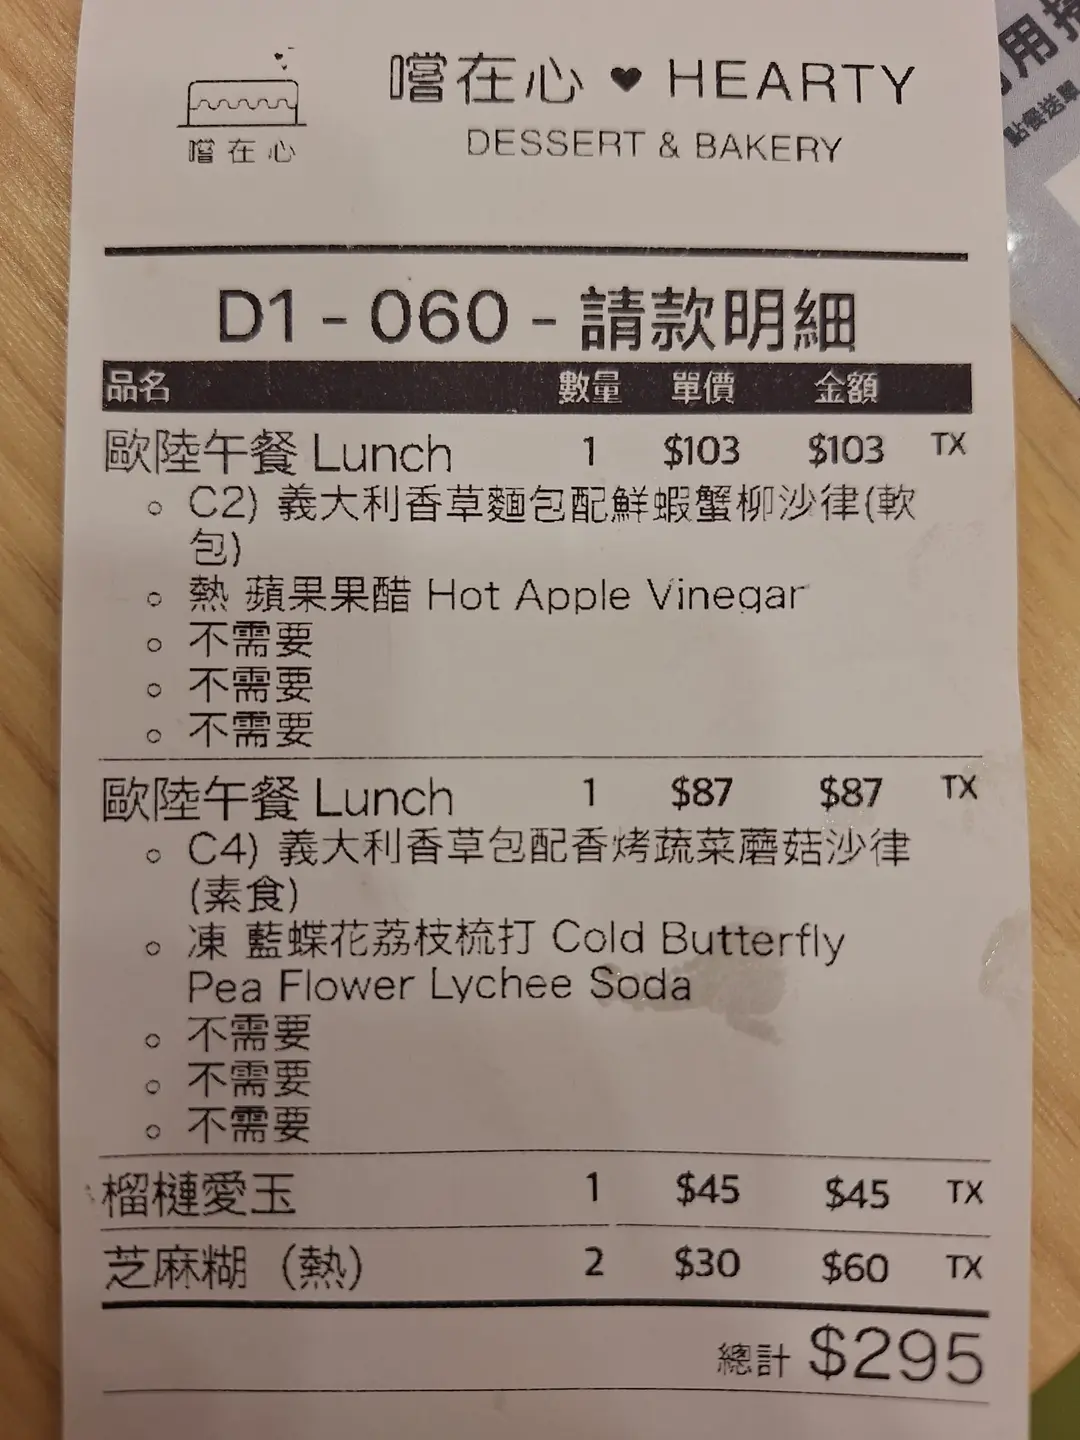 嚐在心♥HEARTY
DESSERT & BAKERY
嚐在心
用
點餐送單
D1 - 060 - 請款明細
品名 數量 單價 金額
歐陸午餐 Lunch 1 $103 $103 TX
○ C2) 義大利香草麵包配鮮蝦蟹柳沙律(軟
包)
○ 熱 蘋果果醋 Hot Apple Vinegar
○ 不需要
○ 不需要
○ 不需要
歐陸午餐 Lunch 1 $87 $87 TX
○ C4) 義大利香草包配香烤蔬菜蘑菇沙律
(素食)
○ 凍 藍蝶花荔枝梳打 Cold Butterfly
Pea Flower Lychee Soda
○ 不需要
○ 不需要
○ 不需要
榴槤愛玉 1 $45 $45 TX
芝麻糊（熱） 2 $30 $60 TX
總計 $295